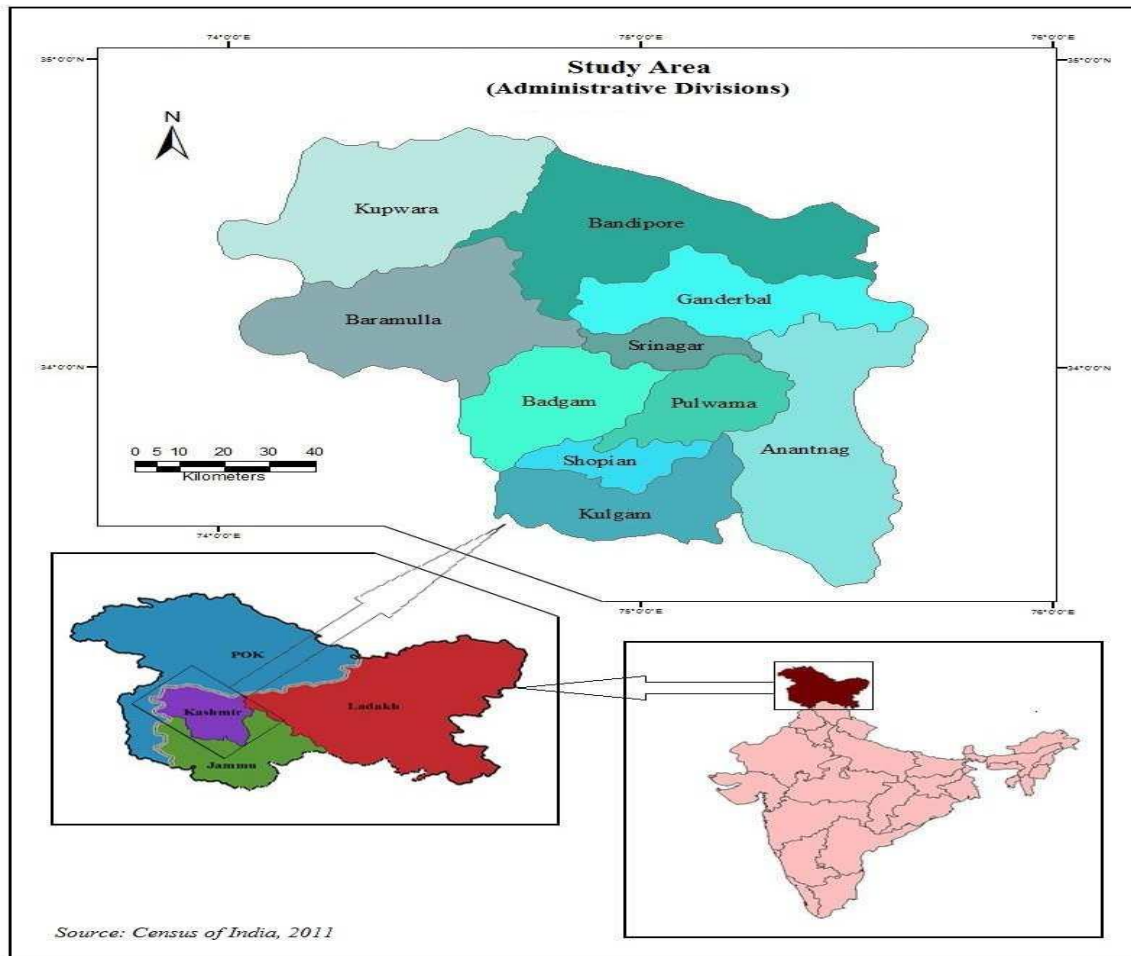 74°0'0"E
75°0'0"E
76°0'0"E
35°0'0"N
35°0'0"N
Study Area
(Administrative Divisions)
N
Kupwara
Bandipore
Ganderbal
Baramulla
Srinagar
34°0'0"N
34°0'0"N
Badgam
Pulwama
Anantnag
Shopian
0 5 10 20 30 40
Kilometers
Kulgam
74°0'0"E
75°0'0"E
76°0'0"E
POK
Kashmir
Ladakh
Jammu
Source: Census of India, 2011